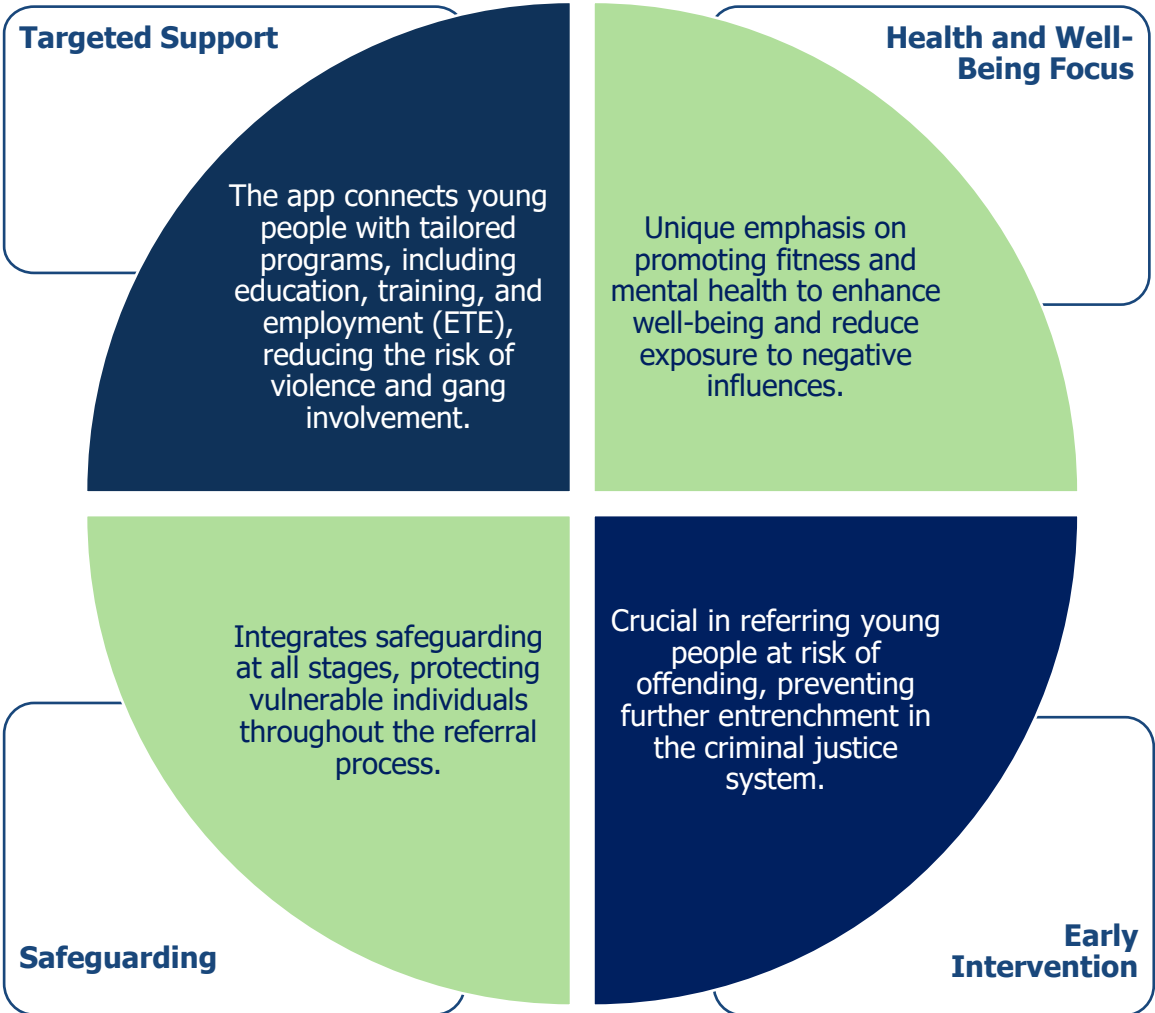 Targeted Support
The app connects young
people with tailored
programs, including
education, training, and
employment (ETE),
reducing the risk of
violence and gang
involvement.
Health and Well-
Being Focus
Unique emphasis on
promoting fitness and
mental health to enhance
well-being and reduce
exposure to negative
influences.
Integrates safeguarding
at all stages, protecting
vulnerable individuals
throughout the referral
process.
Safeguarding
Crucial in referring young
people at risk of
offending, preventing
further entrenchment in
the criminal justice
system.
Early
Intervention